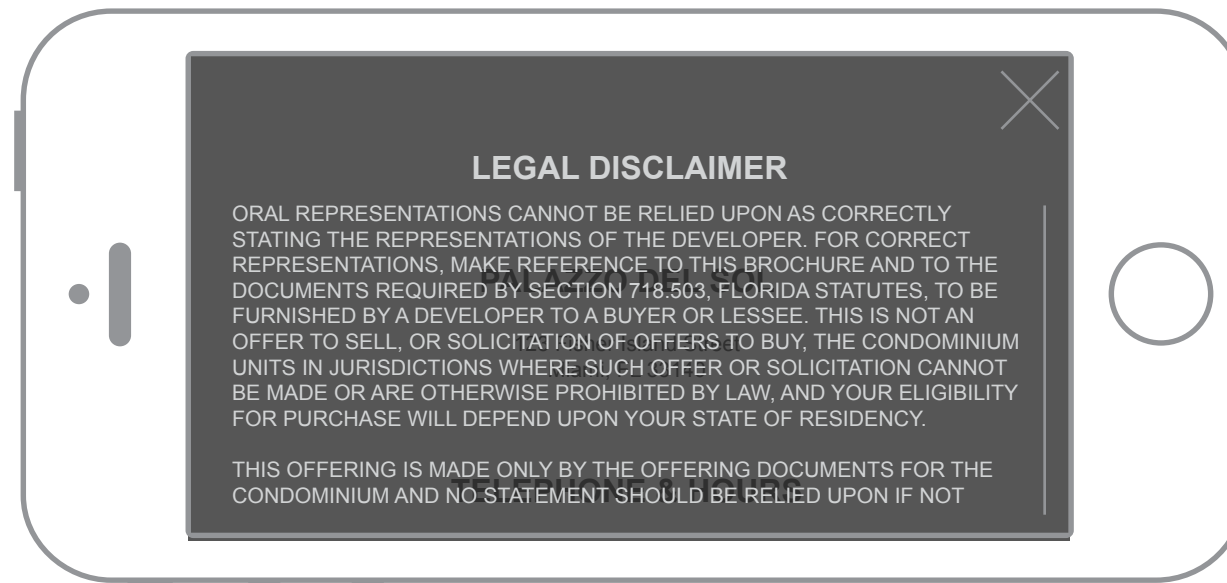 LEGAL DISCLAIMER
ORAL REPRESENTATIONS CANNOT BE RELIED UPON AS CORRECTLY
STATING THE REPRESENTATIONS OF THE DEVELOPER. FOR CORRECT
REPRESENTATIONS, MAKE REFERENCE TO THIS BROCHURE AND TO THE
PALAZZO DEL SOL
DOCUMENTS REQUIRED BY SECTION 718.503, FLORIDA STATUTES, TO BE
FURNISHED BY A DEVELOPER TO A BUYER OR LESSEE. THIS IS NOT AN
OFFER TO SELL, OR SOLICITATION OF OFFERS TO BUY, THE CONDOMINIUM
UNITS IN JURISDICTIONS WHERE SUCH OFFER OR SOLICITATION CANNOT
BE MADE OR ARE OTHERWISE PROHIBITED BY LAW, AND YOUR ELIGIBILITY
FOR PURCHASE WILL DEPEND UPON YOUR STATE OF RESIDENCY.
THIS OFFERING IS MADE ONLY BY THE OFFERING DOCUMENTS FOR THE
TELEPHONE & HOURS
CONDOMINIUM AND NO STATEMENT SHOULD BE RELIED UPON IF NOT